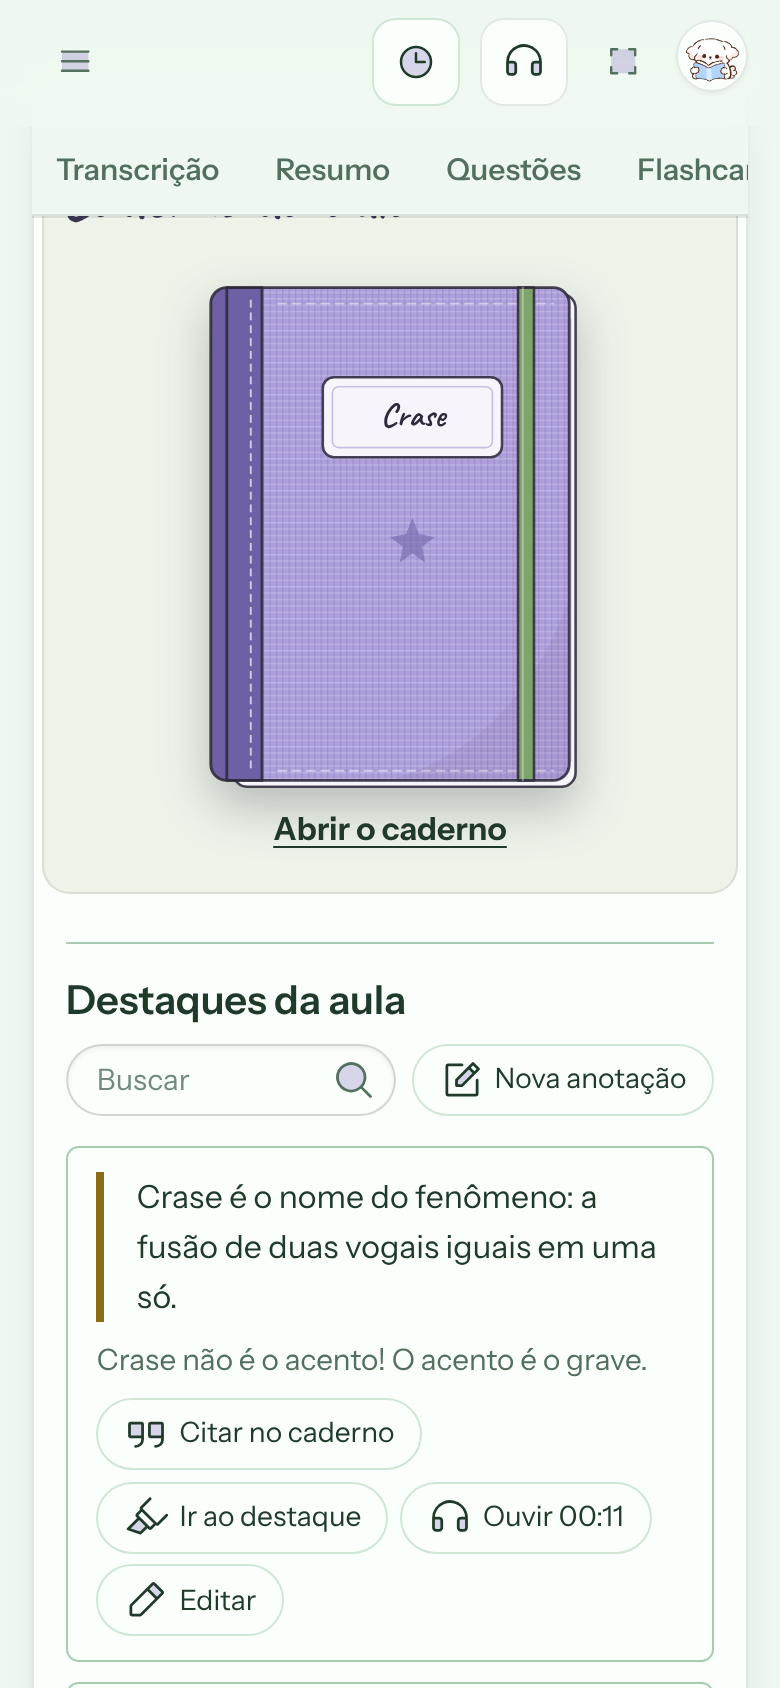 Transcrição Resumo Questões Flashcar
Crase
Abrir o caderno
Destaques da aula
Buscar Nova anotação
Crase é o nome do fenômeno: a
fusão de duas vogais iguais em uma
só.
Crase não é o acento! O acento é o grave.
Citar no caderno
Ir ao destaque Ouvir 00:11
Editar